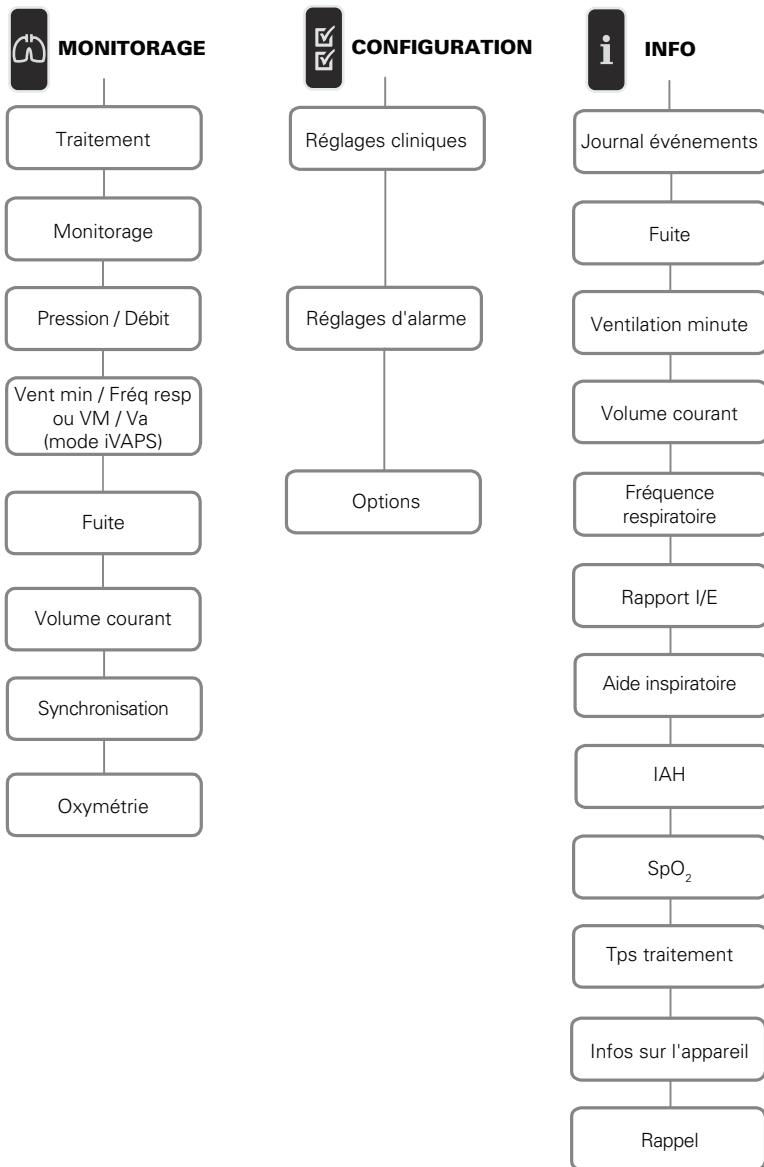 MONITORAGE
Traitement
Monitorage
Pression / Débit
Vent min / Fréq resp
ou VM / Va
(mode iVAPS)
Fuite
Volume courant
Synchronisation
Oxymétrie
CONFIGURATION
Réglages cliniques
Réglages d'alarme
Options
i INFO
Journal événements
Fuite
Ventilation minute
Volume courant
Fréquence
respiratoire
Rapport I/E
Aide inspiratoire
IAH
SpO₂
Tps traitement
Infos sur l'appareil
Rappel